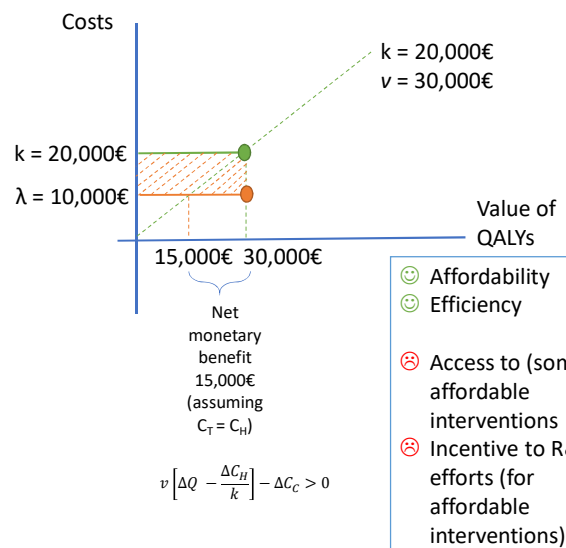 Costs
k = 20,000€
v = 30,000€
k = 20,000€
λ = 10,000€
Value of
QALYs
15,000€ 30,000€
Net
monetary
benefit
15,000€
(assuming
C_T = C_H)
v [ΔQ − ΔC_H/k] − ΔC_C > 0
Affordability
Efficiency
Access to (som
affordable
interventions
Incentive to R&
efforts (for
affordable
interventions)